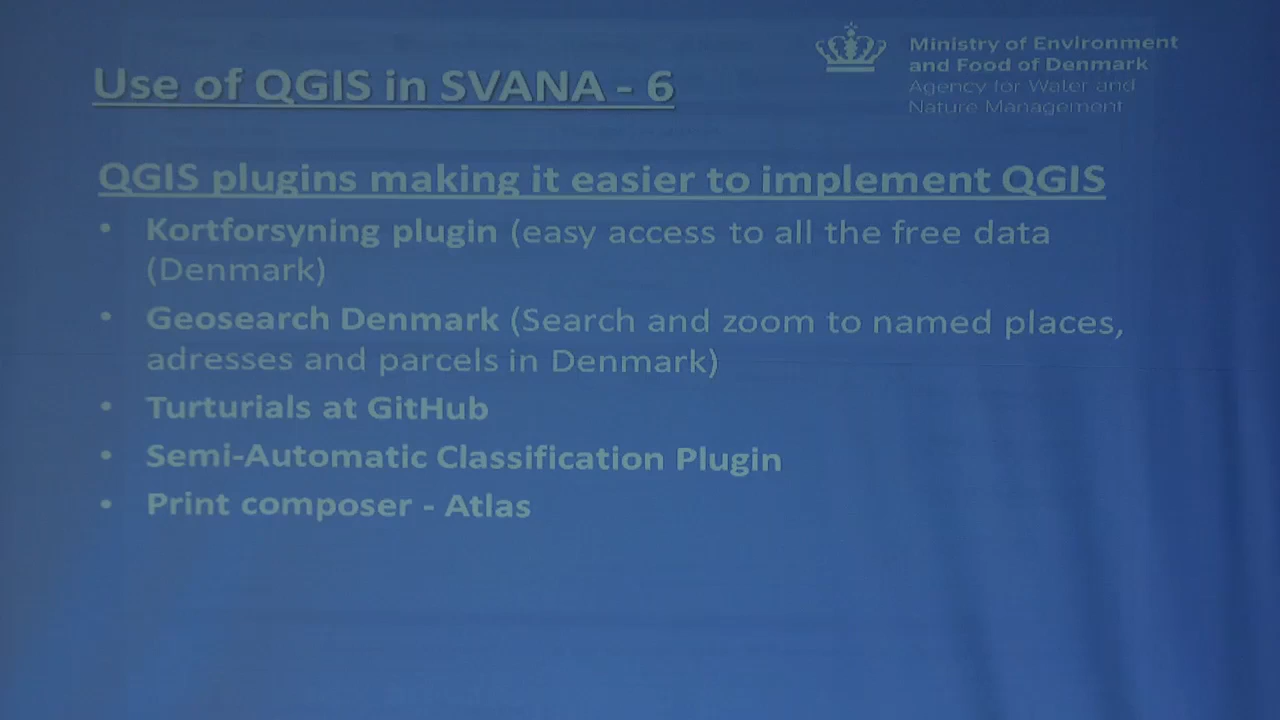 Use of QGIS in SVANA - 6
Ministry of Environment
and Food of Denmark
Agency for Water and
Nature Management
QGIS plugins making it easier to implement QGIS
• Kortforsyning plugin (easy access to all the free data
(Denmark)
• Geosearch Denmark (Search and zoom to named places,
adresses and parcels in Denmark)
• Turturials at GitHub
• Semi-Automatic Classification Plugin
• Print composer - Atlas